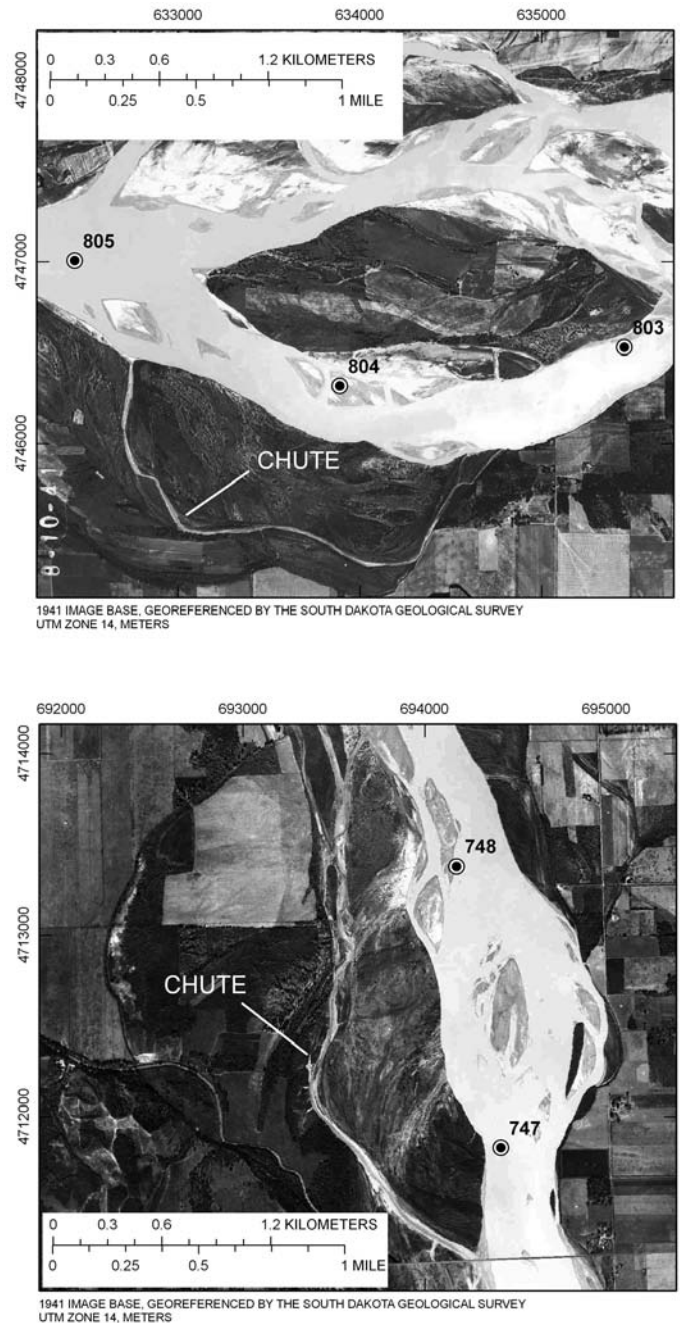 633000 634000 635000
0 0.3 0.6 1.2 KILOMETERS
0 0.25 0.5 1 MILE
4748000
4747000
4746000
805
803
804
CHUTE
8-10-41
1941 IMAGE BASE, GEOREFERENCED BY THE SOUTH DAKOTA GEOLOGICAL SURVEY
UTM ZONE 14, METERS
692000 693000 694000 695000
4714000
4713000
4712000
748
CHUTE
747
0 0.3 0.6 1.2 KILOMETERS
0 0.25 0.5 1 MILE
1941 IMAGE BASE, GEOREFERENCED BY THE SOUTH DAKOTA GEOLOGICAL SURVEY
UTM ZONE 14, METERS